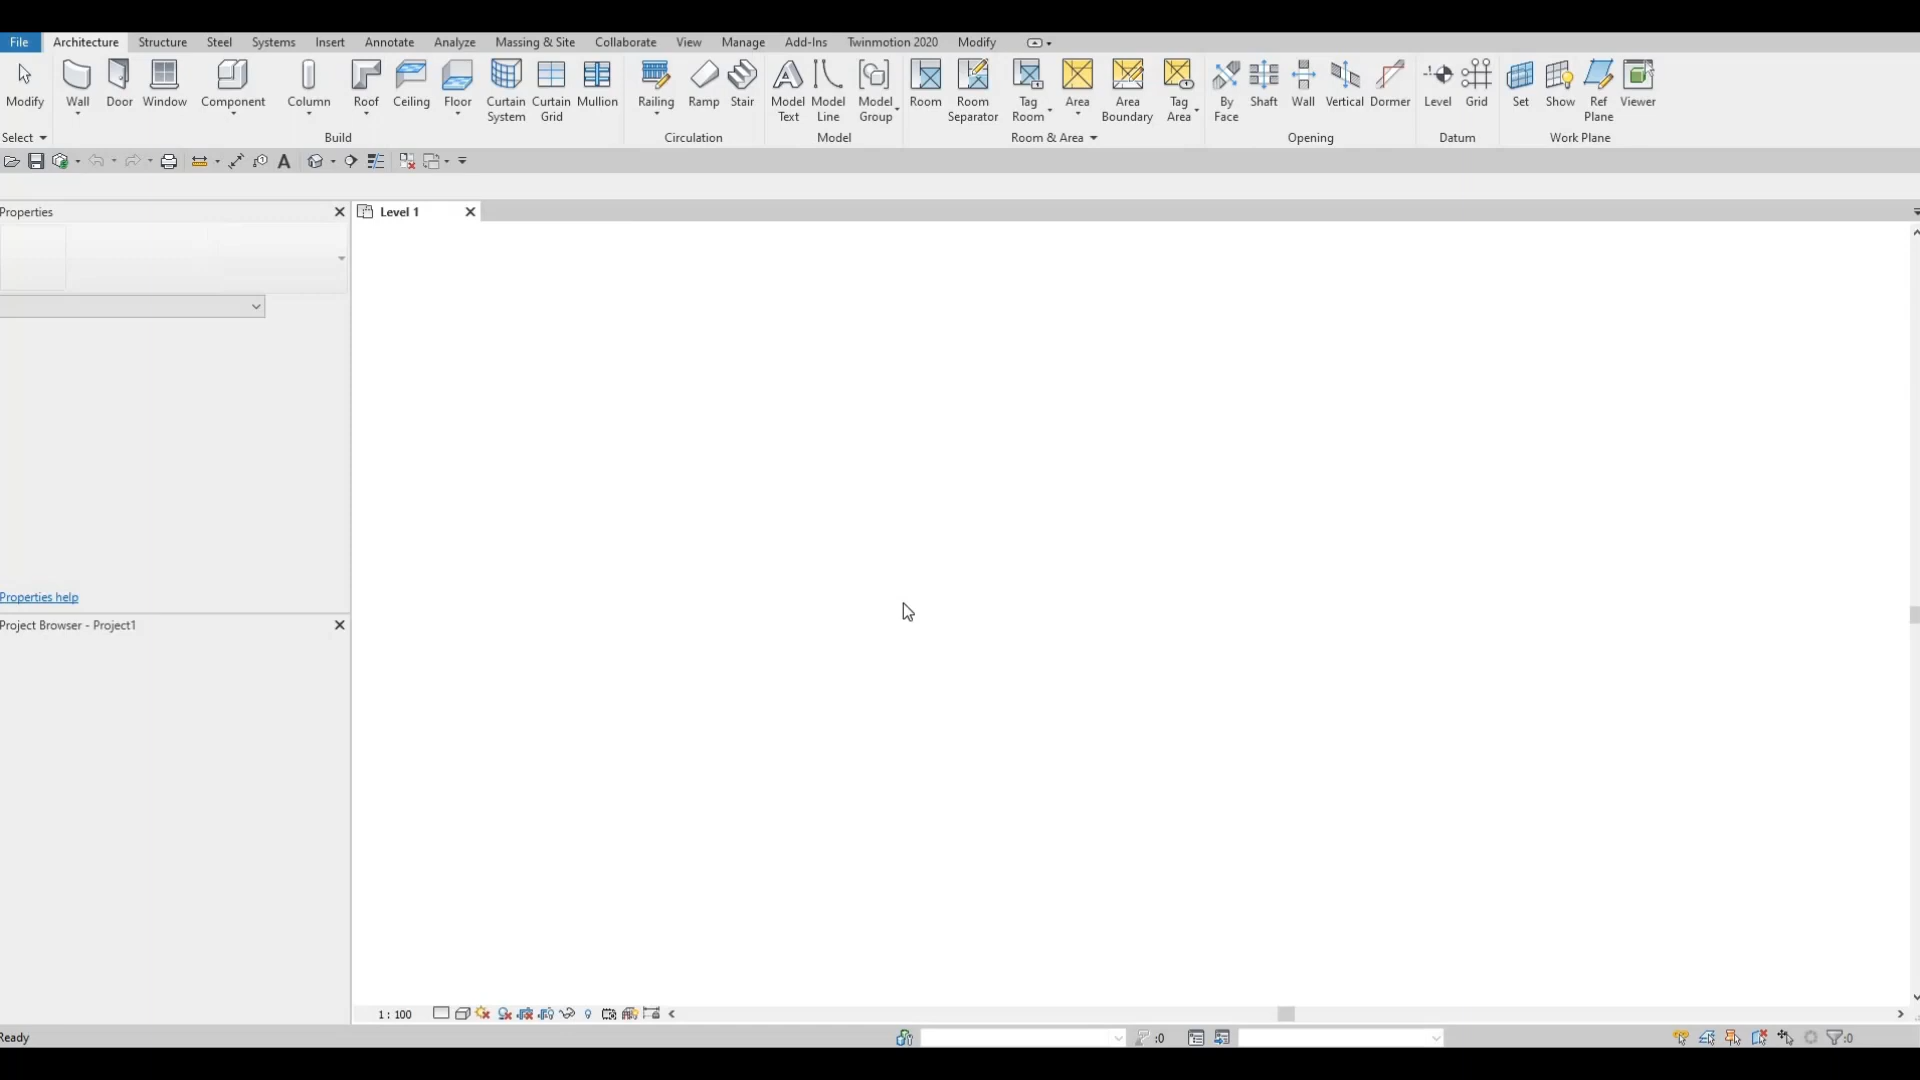 File Architecture Structure Steel Systems Insert Annotate Analyze Massing & Site Collaborate View Manage Add-Ins Twinmotion 2020 Modify
Modify Wall Door Window Component Column Roof Ceiling Floor Curtain System Curtain Grid Mullion Railing Ramp Stair Model Text Model Line Model Group Room Room Separator Tag Room Area Area Boundary Tag Area By Face Shaft Wall Vertical Dormer Level Grid Set Show Ref Plane Viewer
Select Build Circulation Model Room & Area Opening Datum Work Plane
A
Properties
Level 1
Properties help
Project Browser - Project1
1 : 100
Ready :0 :0